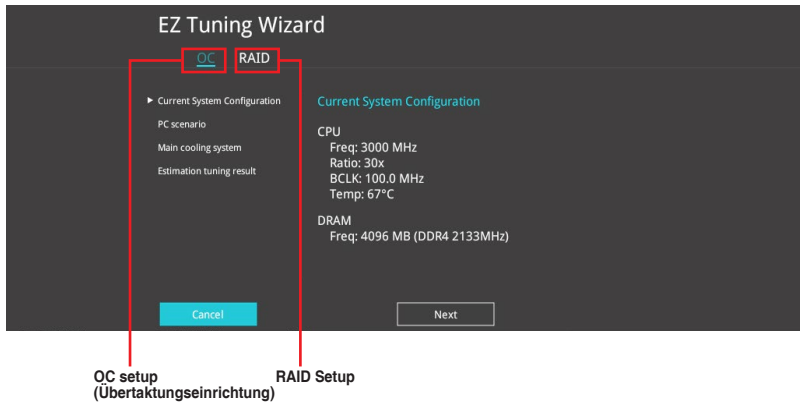 EZ Tuning Wizard
OC RAID
Current System Configuration
PC scenario
Main cooling system
Estimation tuning result
Current System Configuration
CPU
Freq: 3000 MHz
Ratio: 30x
BCLK: 100.0 MHz
Temp: 67°C
DRAM
Freq: 4096 MB (DDR4 2133MHz)
Cancel
Next
OC setup
(Übertaktungseinrichtung)
RAID Setup